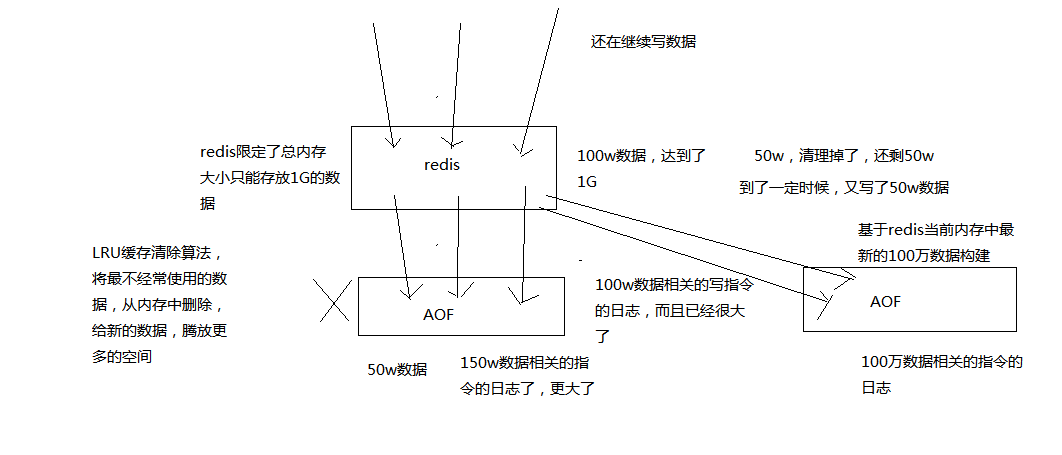 还在继续写数据
redis限定了总内存
大小只能存放1G的数
据
redis
100w数据，达到了
1G
50w，清理掉了，还剩50w
到了一定时候，又写了50w数据
LRU缓存清除算法，
将最不经常使用的数
据，从内存中删除，
给新的数据，腾放更
多的空间
AOF
100w数据相关的写指令
的日志，而且已经很大
了
基于redis当前内存中最
新的100万数据构建
AOF
50w数据
150w数据相关的指
令的日志了，更大了
100万数据相关的指令的
日志